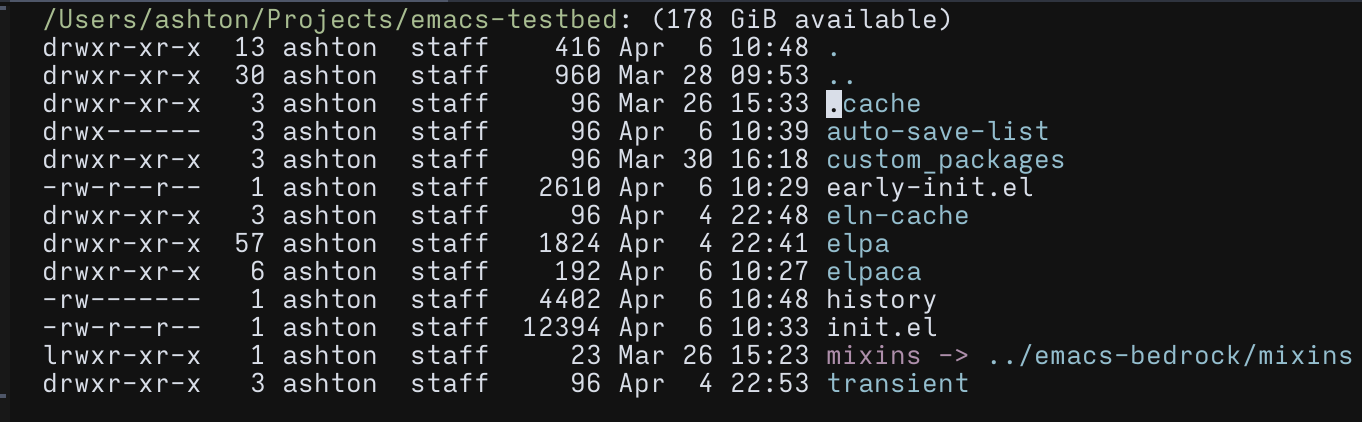 /Users/ashton/Projects/emacs-testbed: (178 GiB available)
drwxr-xr-x  13 ashton  staff    416 Apr  6 10:48 .
drwxr-xr-x  30 ashton  staff    960 Mar 28 09:53 ..
drwxr-xr-x   3 ashton  staff     96 Mar 26 15:33 .cache
drwx------   3 ashton  staff     96 Apr  6 10:39 auto-save-list
drwxr-xr-x   3 ashton  staff     96 Mar 30 16:18 custom_packages
-rw-r--r--   1 ashton  staff   2610 Apr  6 10:29 early-init.el
drwxr-xr-x   3 ashton  staff     96 Apr  4 22:48 eln-cache
drwxr-xr-x  57 ashton  staff   1824 Apr  4 22:41 elpa
drwxr-xr-x   6 ashton  staff    192 Apr  6 10:27 elpaca
-rw-------   1 ashton  staff   4402 Apr  6 10:48 history
-rw-r--r--   1 ashton  staff  12394 Apr  6 10:33 init.el
lrwxr-xr-x   1 ashton  staff     23 Mar 26 15:23 mixins -> ../emacs-bedrock/mixins
drwxr-xr-x   3 ashton  staff     96 Apr  4 22:53 transient